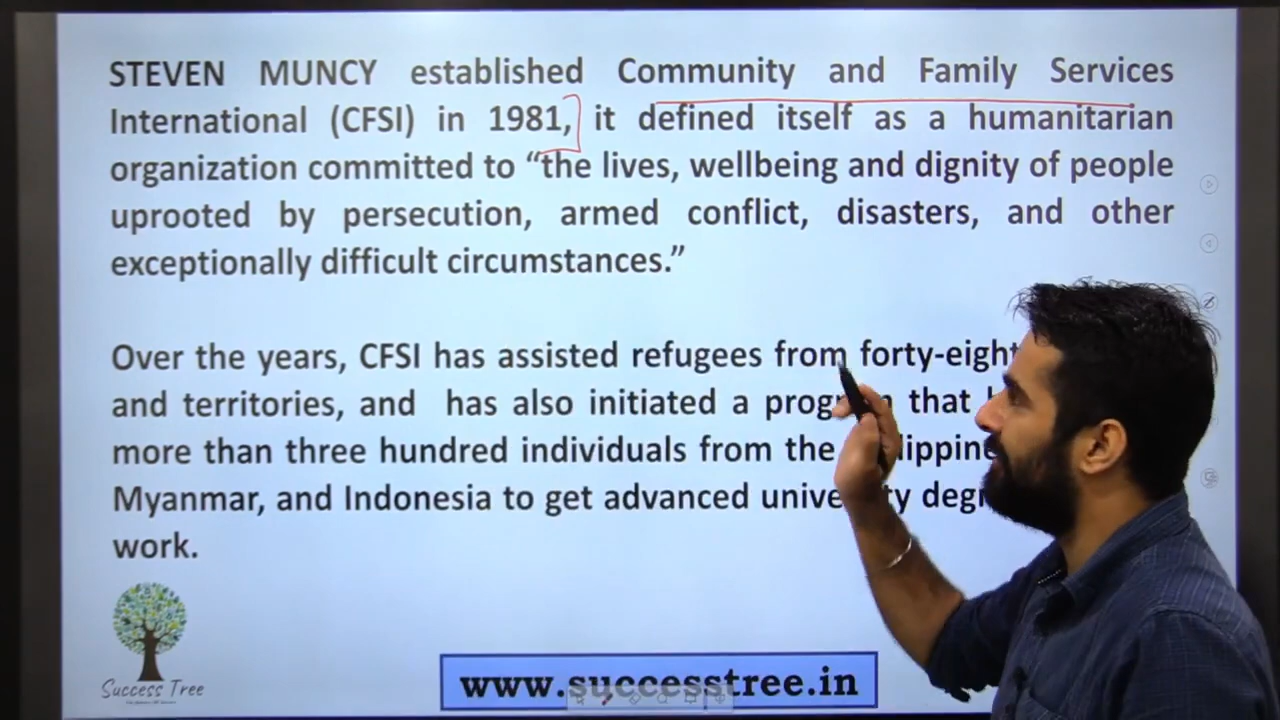 STEVEN MUNCY established Community and Family Services
International (CFSI) in 1981, it defined itself as a humanitarian
organization committed to “the lives, wellbeing and dignity of people
uprooted by persecution, armed conflict, disasters, and other
exceptionally difficult circumstances.”
Over the years, CFSI has assisted refugees from forty-eight
and territories, and has also initiated a that
more than three hundred individuals from the
Myanmar, and Indonesia to get advanced
work.
Success Tree
www.successtree.in